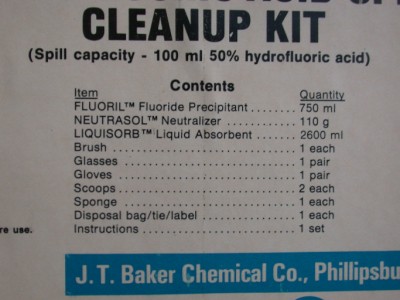 CLEANUP KIT
(Spill capacity - 100 ml 50% hydrofluoric acid)
Contents
Item Quantity
FLUORIL™ Fluoride Precipitant ........ 750 ml
NEUTRASOL™ Neutralizer .......... 110 g
LIQUISORB™ Liquid Absorbent ....... 2600 ml
Brush .............................. 1 each
Glasses ............................ 1 pair
Gloves ............................. 1 pair
Scoops ............................. 2 each
Sponge ............................. 1 each
Disposal bag/tie/label ................ 1 each
Instructions ......................... 1 set
re use.
J.T. Baker Chemical Co., Phillipsbu